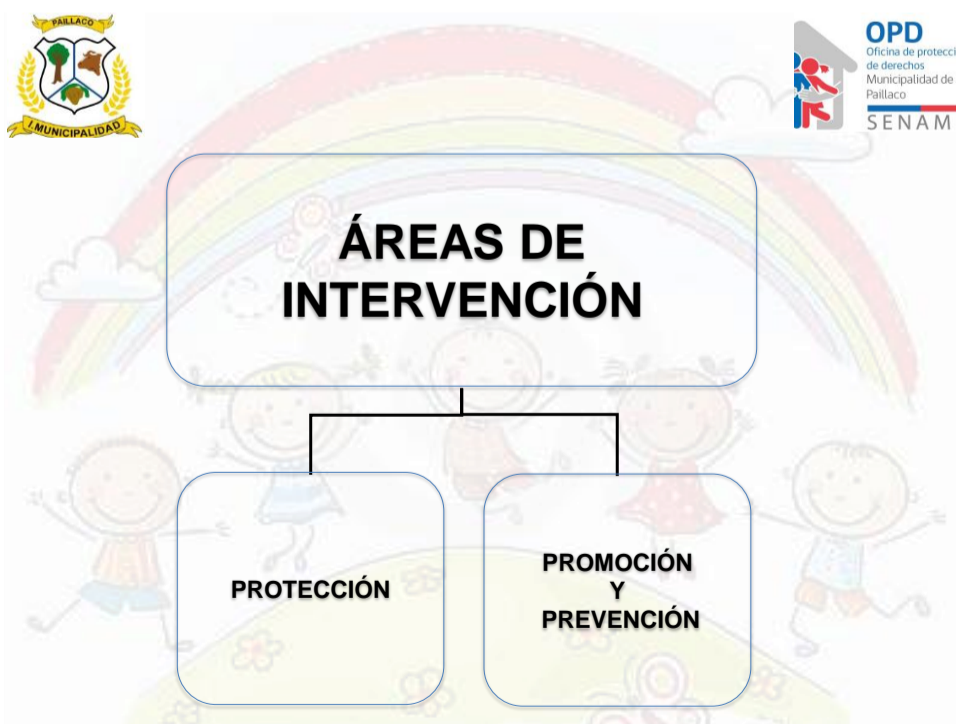 PAILLACO
I. MUNICIPALIDAD
OPD
Oficina de protecci
de derechos
Municipalidad de
Paillaco
SENAM
ÁREAS DE
INTERVENCIÓN
PROTECCIÓN
PROMOCIÓN
Y
PREVENCIÓN